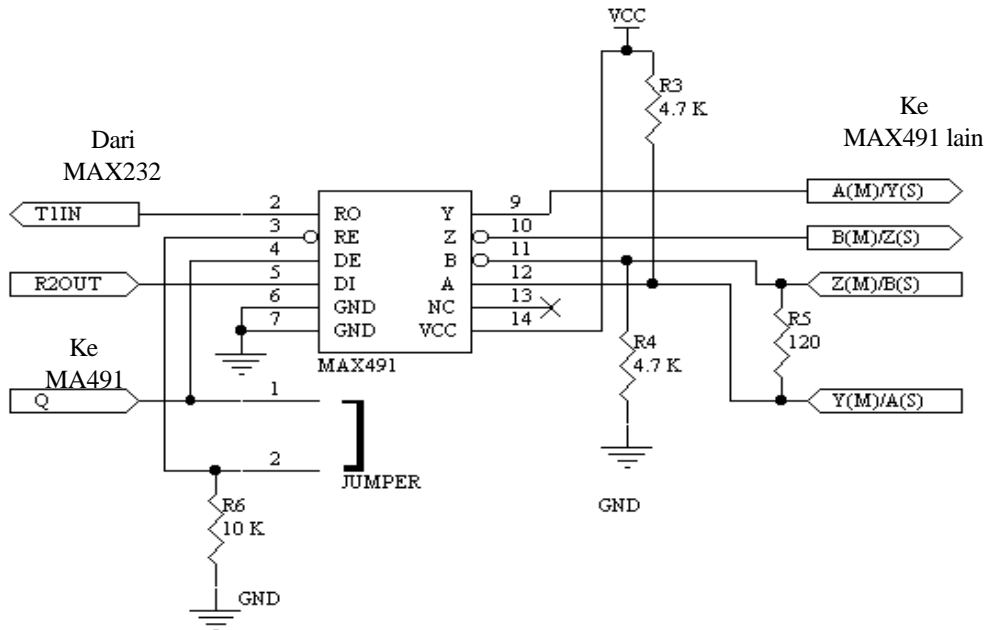 VCC
R3
4.7 K
Dari
MAX232
Ke
MAX491 lain
T1IN
2
RO
Y
9
A(M)/Y(S)
3
RE
Z
10
B(M)/Z(S)
4
DE
B
11
R2OUT
5
DI
A
12
Z(M)/B(S)
6
GND
NC
13
7
GND
VCC
14
R5
120
MAX491
R4
4.7 K
Ke
MA491
Q
1
Y(M)/A(S)
2
JUMPER
R6
10 K
GND
GND